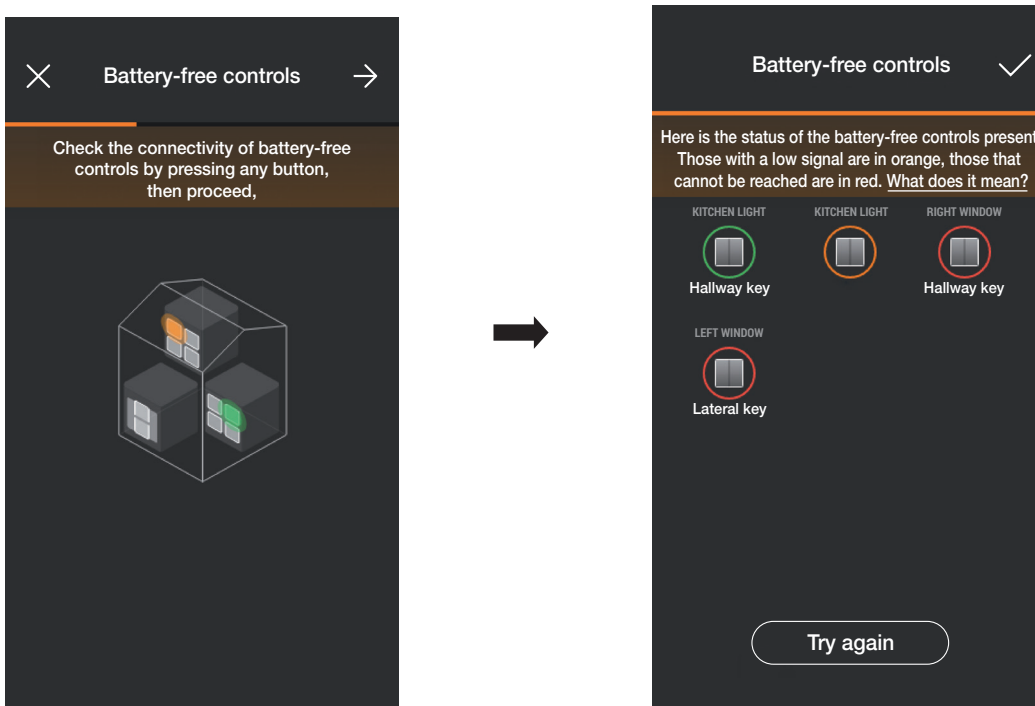 Battery-free controls
Check the connectivity of battery-free
controls by pressing any button,
then proceed,
Battery-free controls
Here is the status of the battery-free controls present
Those with a low signal are in orange, those that
cannot be reached are in red. What does it mean?
KITCHEN LIGHT KITCHEN LIGHT RIGHT WINDOW
Hallway key Hallway key
LEFT WINDOW
Lateral key
Try again